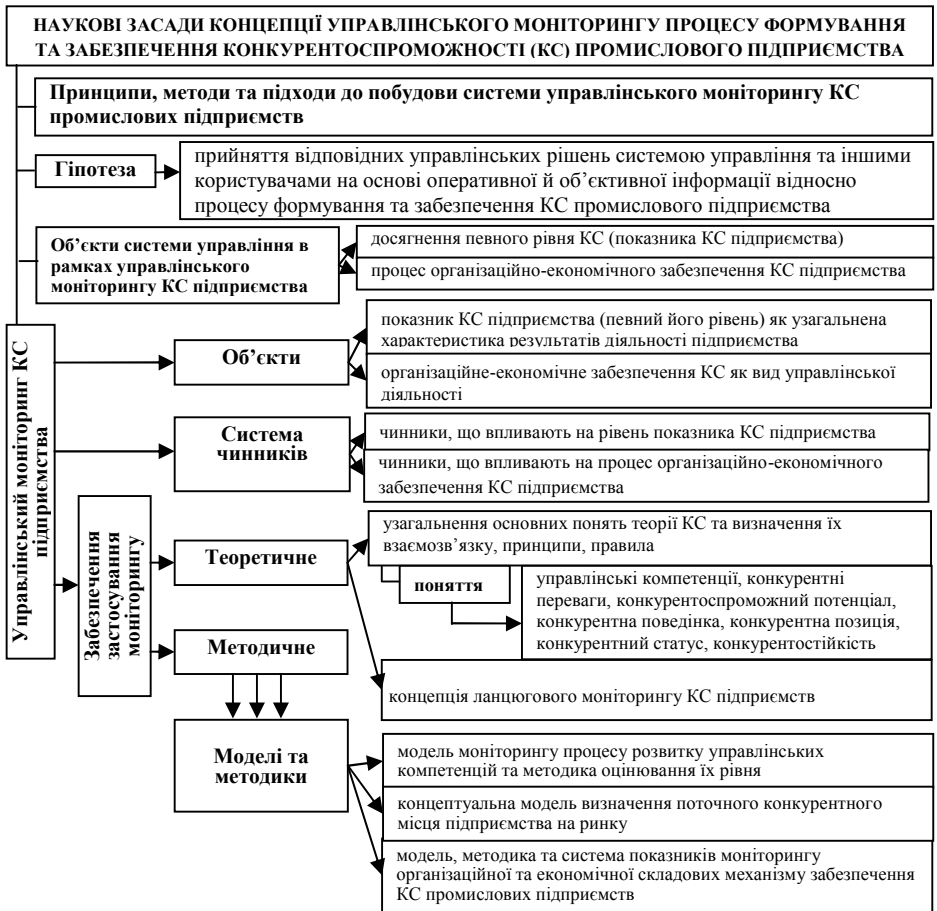 НАУКОВІ ЗАСАДИ КОНЦЕПЦІЇ УПРАВЛІНСЬКОГО МОНІТОРИНГУ ПРОЦЕСУ ФОРМУВАННЯ
ТА ЗАБЕЗПЕЧЕННЯ КОНКУРЕНТОСПРОМОЖНОСТІ (КС) ПРОМИСЛОВОГО ПІДПРИЄМСТВА
Принципи, методи та підходи до побудови системи управлінського моніторингу КС
промислових підприємств
Гіпотеза
прийняття відповідних управлінських рішень системою управління та іншими
користувачами на основі оперативної й об’єктивної інформації відносно
процесу формування та забезпечення КС промислового підприємства
Об’єкти системи управління в
рамках управлінського
моніторингу КС підприємства
досягнення певного рівня КС (показника КС підприємства)
процес організаційно-економічного забезпечення КС підприємства
Управлінський моніторинг КС
підприємства
Об’єкти
показник КС підприємства (певний його рівень) як узагальнена
характеристика результатів діяльності підприємства
організаційне-економічне забезпечення КС як вид управлінської
діяльності
Система
чинників
чинники, що впливають на рівень показника КС підприємства
чинники, що впливають на процес організаційно-економічного
забезпечення КС підприємства
Забезпечення
застосування
моніторингу
Теоретичне
узагальнення основних понять теорії КС та визначення їх
взаємозв’язку, принципи, правила
поняття
управлінські компетенції, конкурентні
переваги, конкурентоспроможний потенціал,
конкурентна поведінка, конкурентна позиція,
конкурентний статус, конкурентостійкість
Методичне
концепція ланцюгового моніторингу КС підприємств
Моделі та
методики
модель моніторингу процесу розвитку управлінських
компетенцій та методика оцінювання їх рівня
концептуальна модель визначення поточного конкурентного
місця підприємства на ринку
модель, методика та система показників моніторингу
організаційної та економічної складових механізму забезпечення
КС промислових підприємств